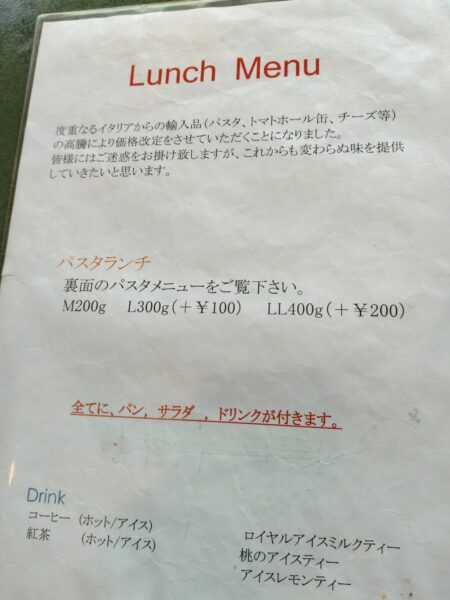 Lunch Menu
度重なるイタリアからの輸入品(パスタ、トマトホール缶、チーズ等)
の高騰により価格改定をさせていただくことになりました。
皆様にはご迷惑をお掛け致しますが、これからも変わらぬ味を提供
していきたいと思います。
パスタランチ
裏面のパスタメニューをご覧下さい。
M200g L300g(+￥100) LL400g(+￥200)
全てに、パン, サラダ , ドリンクが付きます。
Drink
コーヒー (ホット/アイス)
紅茶 (ホット/アイス)
ロイヤルアイスミルクティー
桃のアイスティー
アイスレモンティー